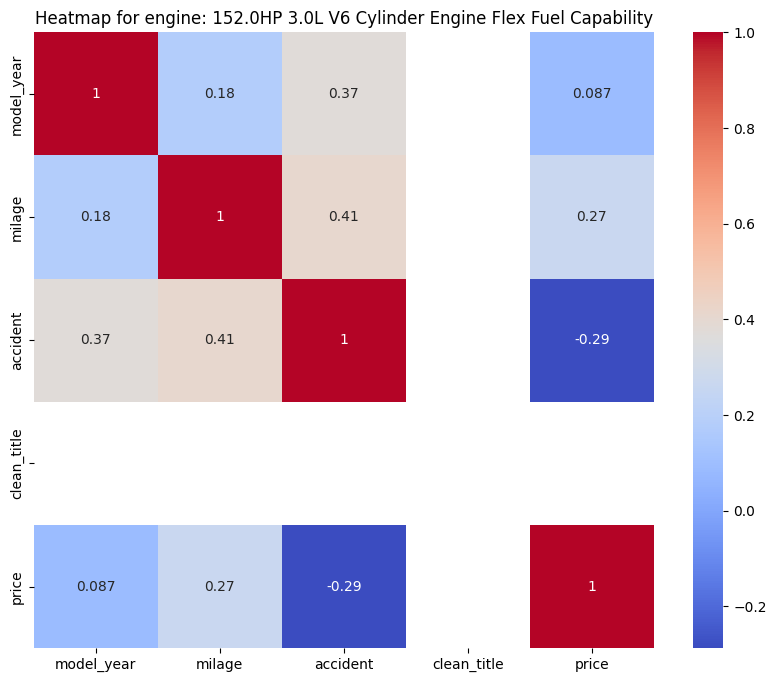 Heatmap for engine: 152.0HP 3.0L V6 Cylinder Engine Flex Fuel Capability
model_year
1
0.18
0.37
0.087
milage
0.18
1
0.41
0.27
accident
0.37
0.41
1
-0.29
clean_title
price
0.087
0.27
-0.29
1
model_year
milage
accident
clean_title
price
1.0
0.8
0.6
0.4
0.2
0.0
−0.2